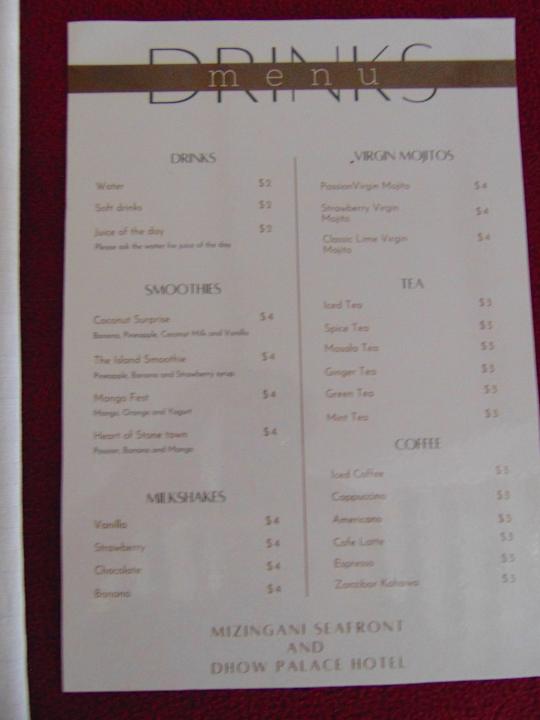 DRINKS
menu
DRINKS
Water $2
Soft drinks $2
Juice of the day $2
Please ask the waiter for juice of the day
SMOOTHIES
Coconut Surprise $4
Banana, Pineapple, Coconut Milk and Vanilla
The Island Smoothie $4
Pineapple, Banana and Strawberry syrup
Mango Fest $4
Mango, Orange and Yogurt
Heart of Stone town $4
Passion, Banana and Mango
MILKSHAKES
Vanilla $4
Strawberry $4
Chocolate $4
Banana $4
VIRGIN MOJITOS
PassionVirgin Mojito $4
Strawberry Virgin
Mojito $4
Classic Lime Virgin $4
Mojito
TEA
Iced Tea $3
Spice Tea $3
Masala Tea $3
Ginger Tea $3
Green Tea $3
Mint Tea $3
COFFEE
Iced Coffee $3
Cappuccino $3
Americano $3
Cafe Latte $3
Espresso $3
Zanzibar Kahawa $3
MIZINGANI SEAFRONT
AND
DHOW PALACE HOTEL